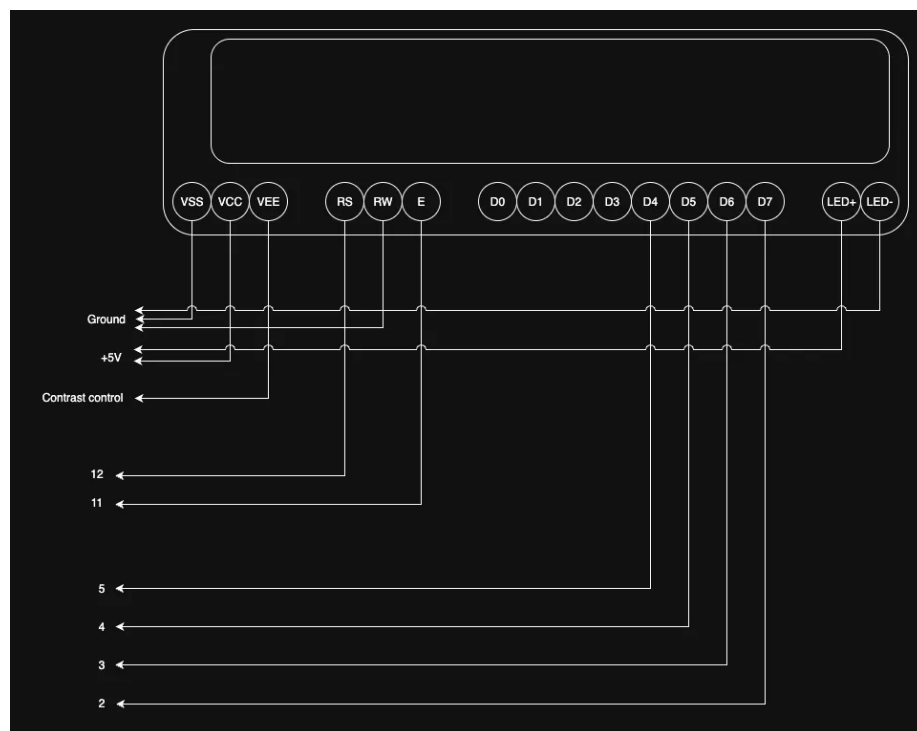 VSS VCC VEE RS RW E D0 D1 D2 D3 D4 D5 D6 D7 LED+ LED-
Ground
+5V
Contrast control
12
11
5
4
3
2